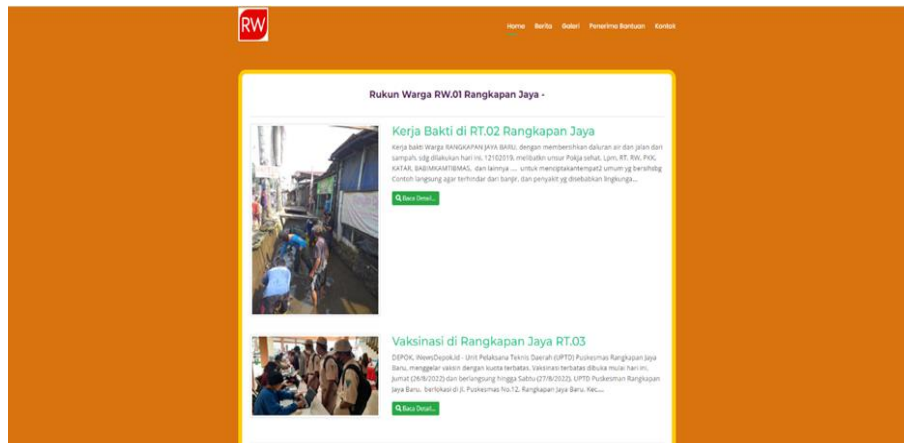 RW
Home Berita Galeri Penerima Bantuan Kontak
Rukun Warga RW.01 Rangkapan Jaya -
Kerja Bakti di RT.02 Rangkapan Jaya
Kerja bakti Warga RANGKAPAN JAYA BARU, dengan membersihkan daluran air dan jalan dari
sampah, sdg dilakukan hari ini, 12102019, melibatkn unsur Pokja sehat, Lpm, RT, RW, PKK,
KATAR, BABIMKAMTIBMAS, dan lainnya .... untuk menciptakantempat2 umum yg bersihsbg
Contoh langsung agar terhindar dari banjir, dan penyakit yg disebabkan lingkunga...
Baca Detail..
Vaksinasi di Rangkapan Jaya RT.03
DEPOK, iNewsDepok.id - Unit Pelaksana Teknis Daerah (UPTD) Puskesmas Rangkapan Jaya
Baru, menggelar vaksin dengan kuota terbatas. Vaksinasi terbatas dibuka mulai hari ini,
Jumat (26/8/2022) dan berlangsung hingga Sabtu (27/8/2022). UPTD Puskesman Rangkapan
Jaya Baru, berlokasi di Jl. Puskesmas No.12, Rangkapan Jaya Baru, Kec....
Baca Detail..